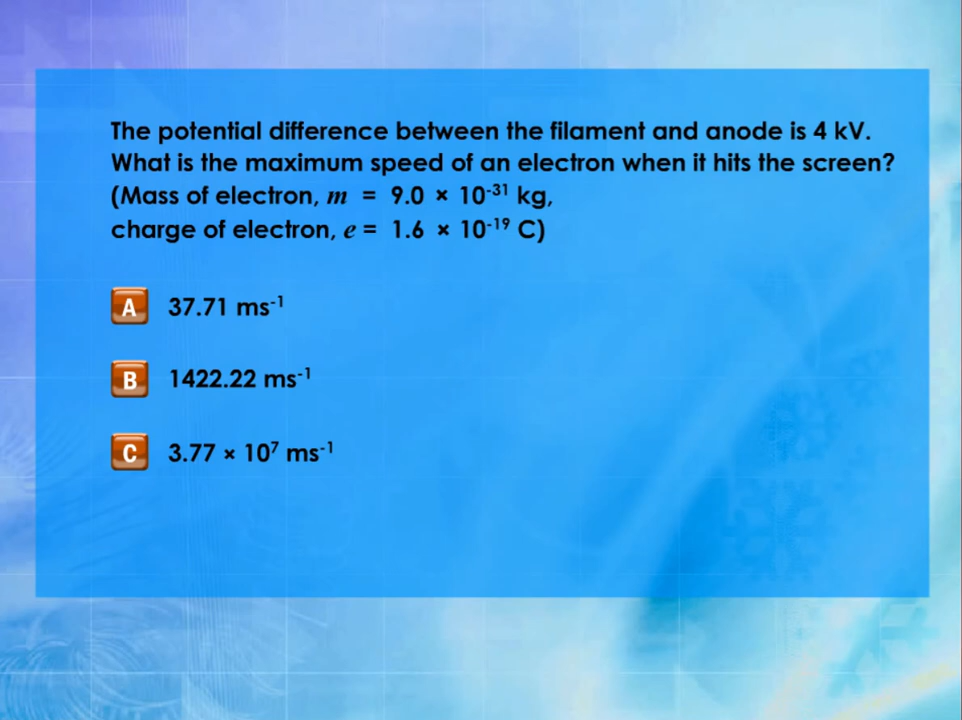 The potential difference between the filament and anode is 4 kV.
What is the maximum speed of an electron when it hits the screen?
(Mass of electron, m = 9.0 × 10⁻³¹ kg,
charge of electron, e = 1.6 × 10⁻¹⁹ C)
A 37.71 ms⁻¹
B 1422.22 ms⁻¹
C 3.77 × 10⁷ ms⁻¹